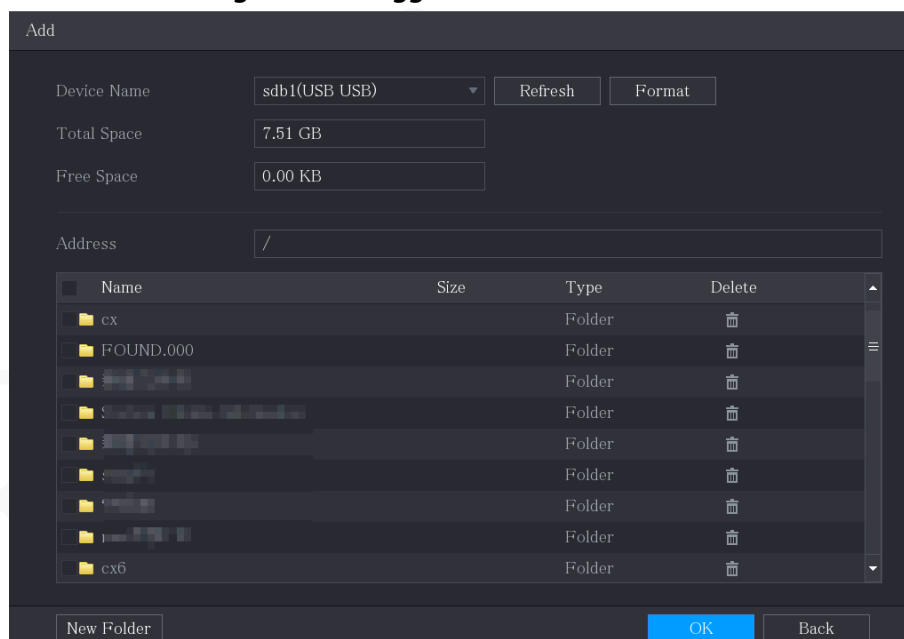 Add
Device Name sdb1(USB USB) Refresh Format
Total Space 7.51 GB
Free Space 0.00 KB
Address /
Name Size Type Delete
cx Folder
FOUND.000 Folder
Folder
Folder
Folder
Folder
Folder
Folder
cx6 Folder
New Folder OK Back